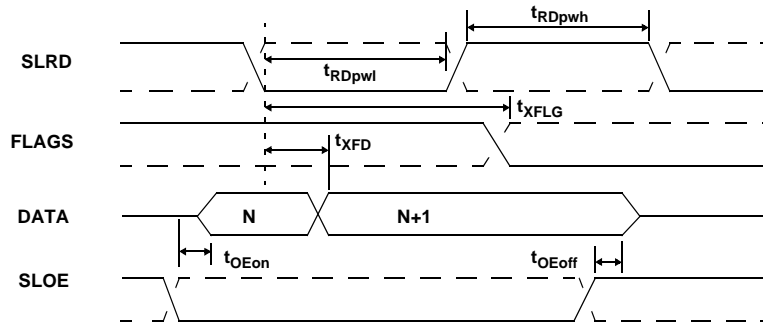 t_RDpwh
SLRD
t_RDpwl
t_XFLG
FLAGS
t_XFD
DATA N N+1
t_OEon t_OEoff
SLOE